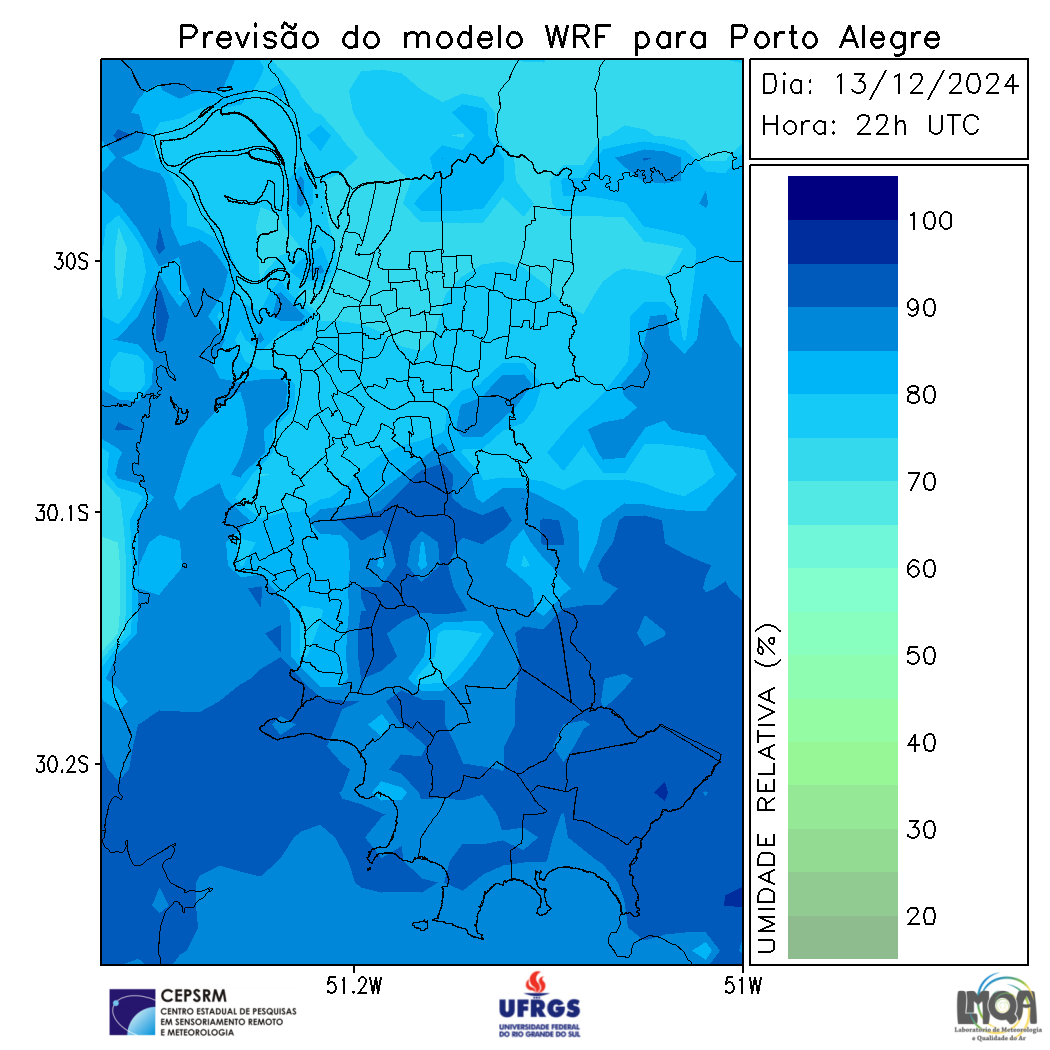 Previsão do modelo WRF para Porto Alegre
Dia: 13/12/2024
Hora: 22h UTC
100
90
80
70
60
50
40
30
20
UMIDADE RELATIVA (%)
30S
30.1S
30.2S
51.2W
51W
CEPSRM
CENTRO ESTADUAL DE PESQUISAS
EM SENSORIAMENTO REMOTO
E METEOROLOGIA
UFRGS
UNIVERSIDADE FEDERAL
DO RIO GRANDE DO SUL
LMQA
Laboratório de Meteorologia
e Qualidade do Ar